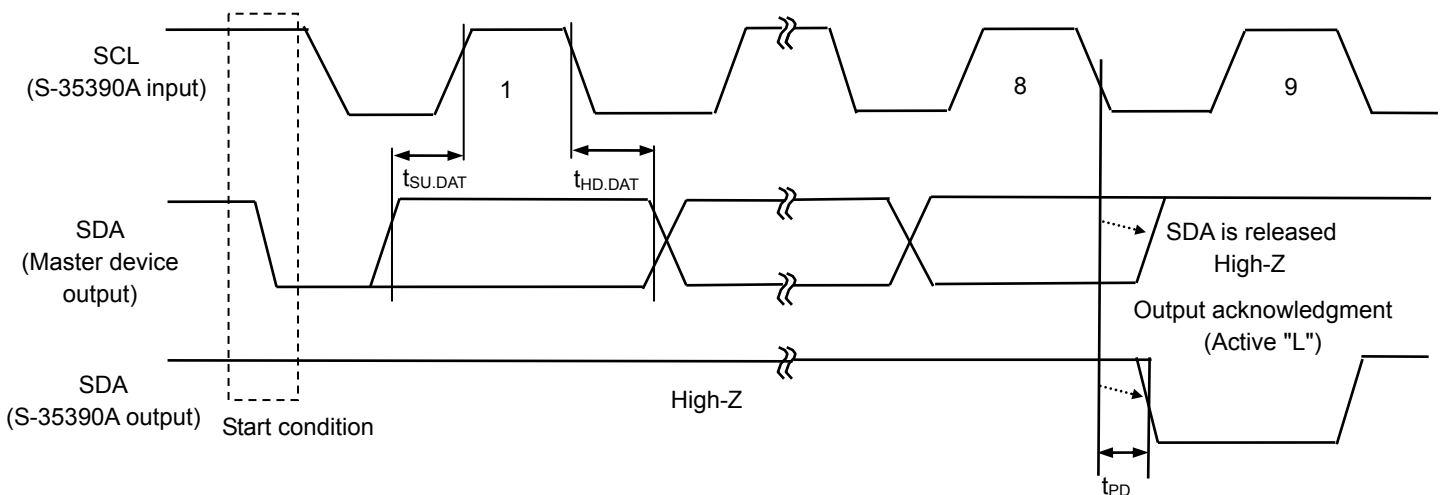 SCL
(S-35390A input)
1
8
9
tSU.DAT
tHD.DAT
SDA
(Master device
output)
SDA is released
High-Z
Output acknowledgment
(Active "L")
SDA
(S-35390A output)
High-Z
Start condition
tPD